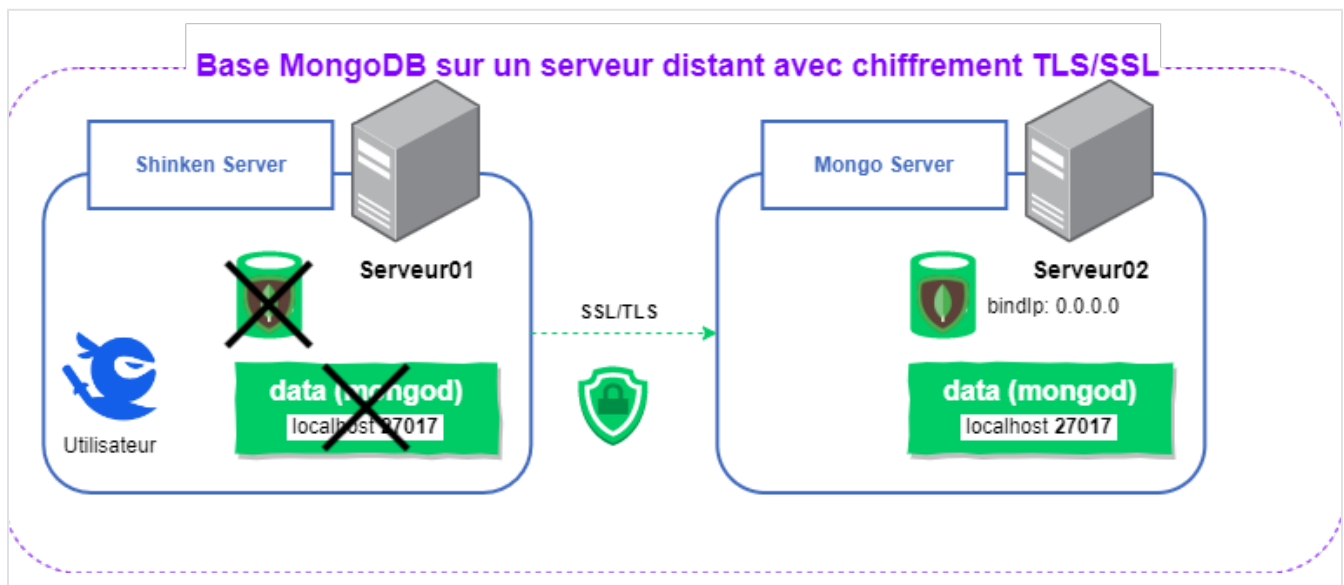 Base MongoDB sur un serveur distant avec chiffrement TLS/SSL
Shinken Server
Mongo Server
Serveur01
Serveur02
bindIp: 0.0.0.0
SSL/TLS
data (mongod)
localhost 27017
data (mongod)
localhost 27017
Utilisateur